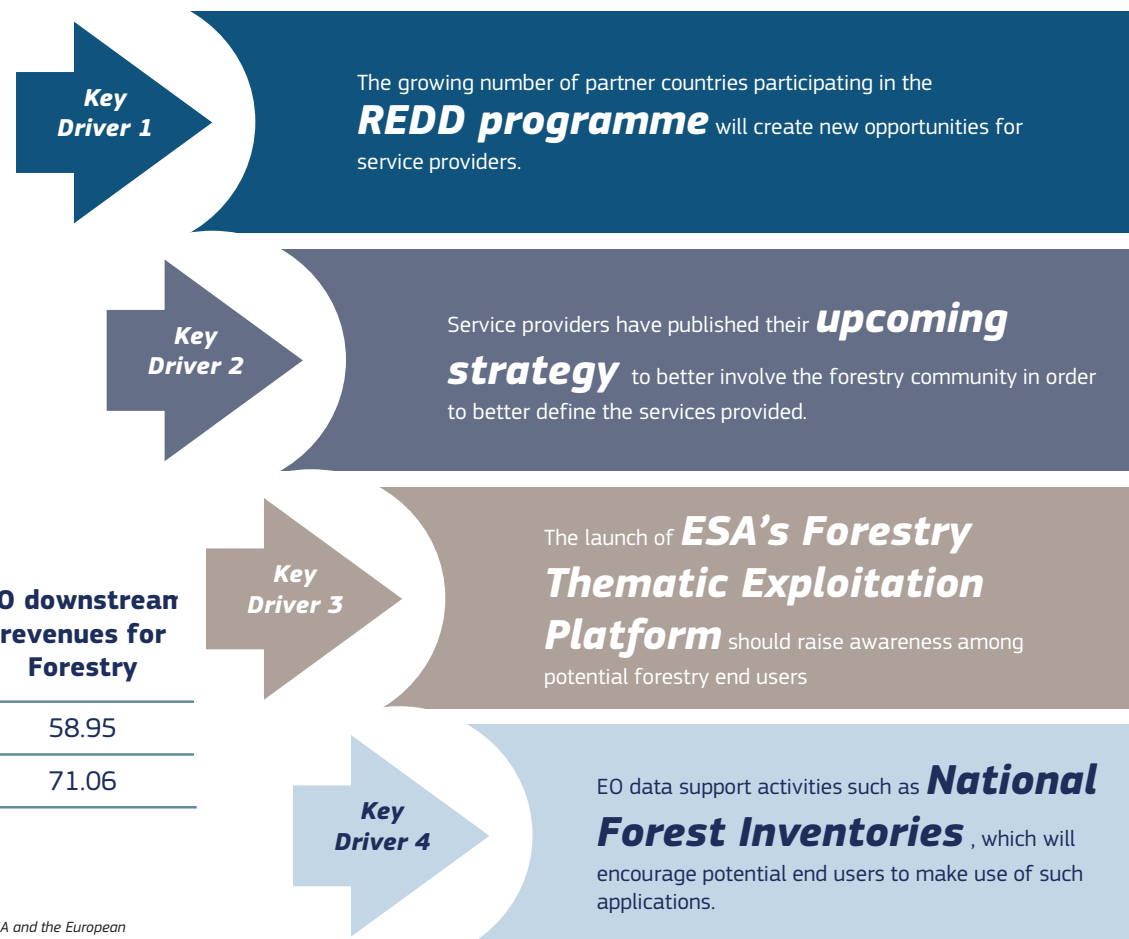 Key
Driver 1
The growing number of partner countries participating in the
REDD programme will create new opportunities for
service providers.
Key
Driver 2
Service providers have published their upcoming
strategy to better involve the forestry community in order
to better define the services provided.
Key
Driver 3
The launch of ESA’s Forestry
Thematic Exploitation
Platform should raise awareness among
potential forestry end users
O downstream
revenues for
Forestry
58.95
71.06
Key
Driver 4
EO data support activities such as National
Forest Inventories , which will
encourage potential end users to make use of such
applications.
A and the European